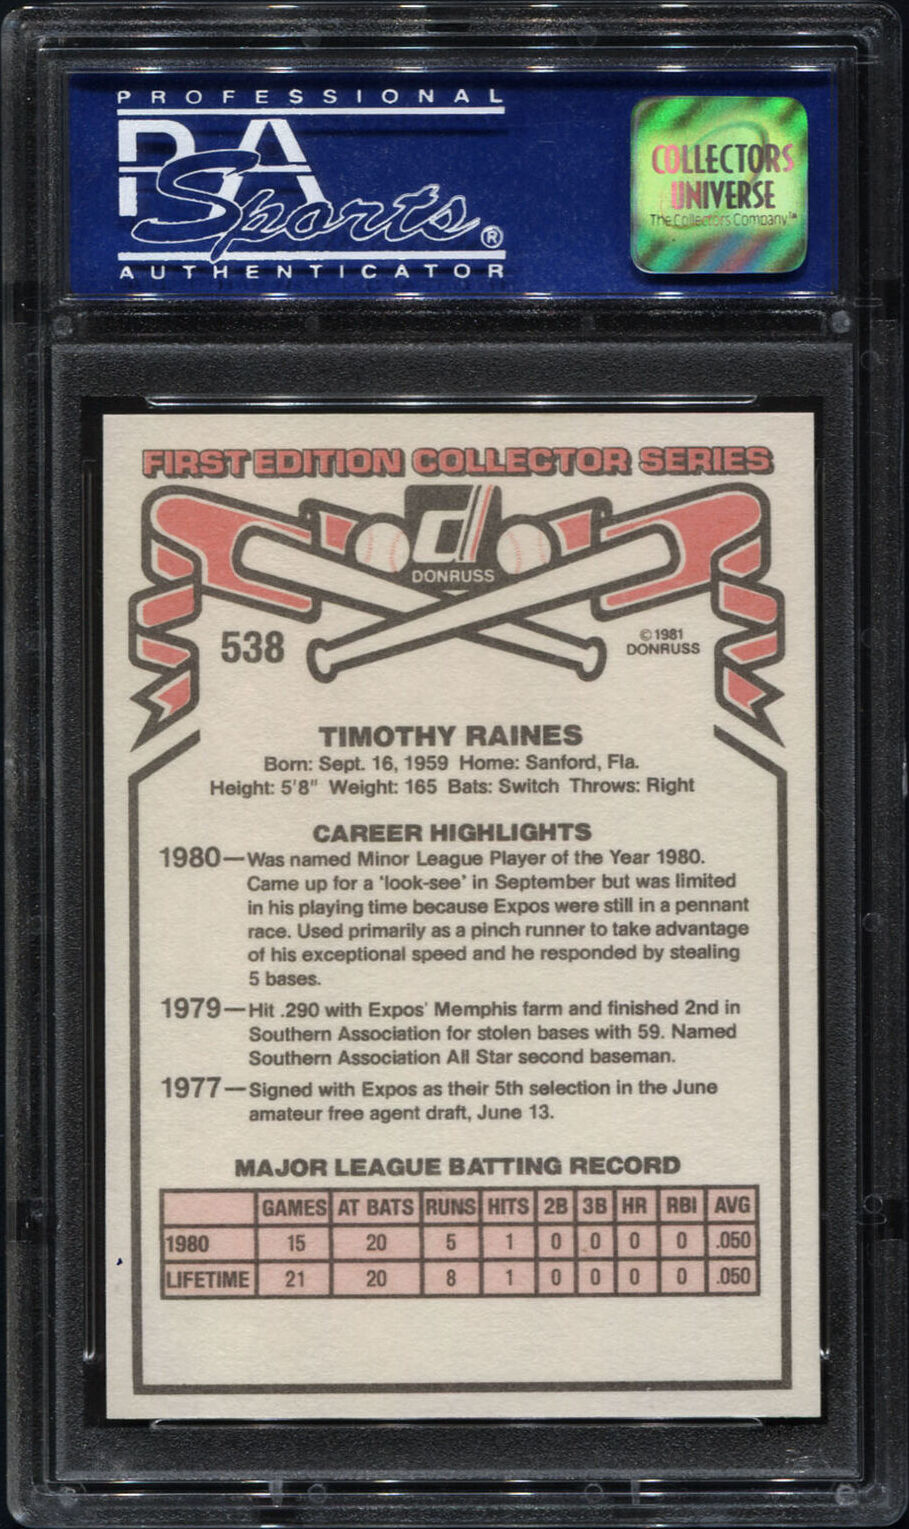 PROFESSIONAL
PSA
Sports®
AUTHENTICATOR
COLLECTORS
UNIVERSE
The Collectors Company™
FIRST EDITION COLLECTOR SERIES
d
DONRUSS
538
©1981
DONRUSS
TIMOTHY RAINES
Born: Sept. 16, 1959 Home: Sanford, Fla.
Height: 5'8" Weight: 165 Bats: Switch Throws: Right
CAREER HIGHLIGHTS
1980—Was named Minor League Player of the Year 1980.
Came up for a 'look-see' in September but was limited
in his playing time because Expos were still in a pennant
race. Used primarily as a pinch runner to take advantage
of his exceptional speed and he responded by stealing
5 bases.
1979—Hit .290 with Expos' Memphis farm and finished 2nd in
Southern Association for stolen bases with 59. Named
Southern Association All Star second baseman.
1977—Signed with Expos as their 5th selection in the June
amateur free agent draft, June 13.
MAJOR LEAGUE BATTING RECORD
GAMES AT BATS RUNS HITS 2B 3B HR RBI AVG
1980 15 20 5 1 0 0 0 0 .050
LIFETIME 21 20 8 1 0 0 0 0 .050